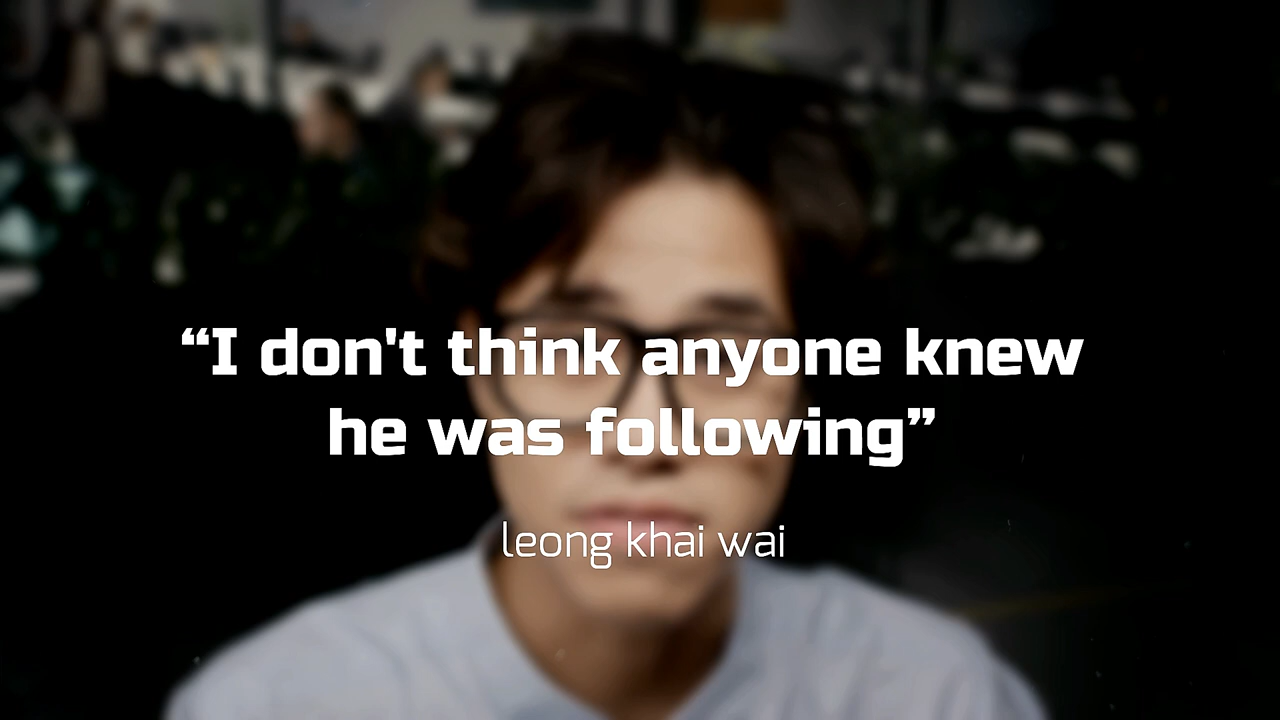 “I don't think anyone knew
he was following”
leong khai wai